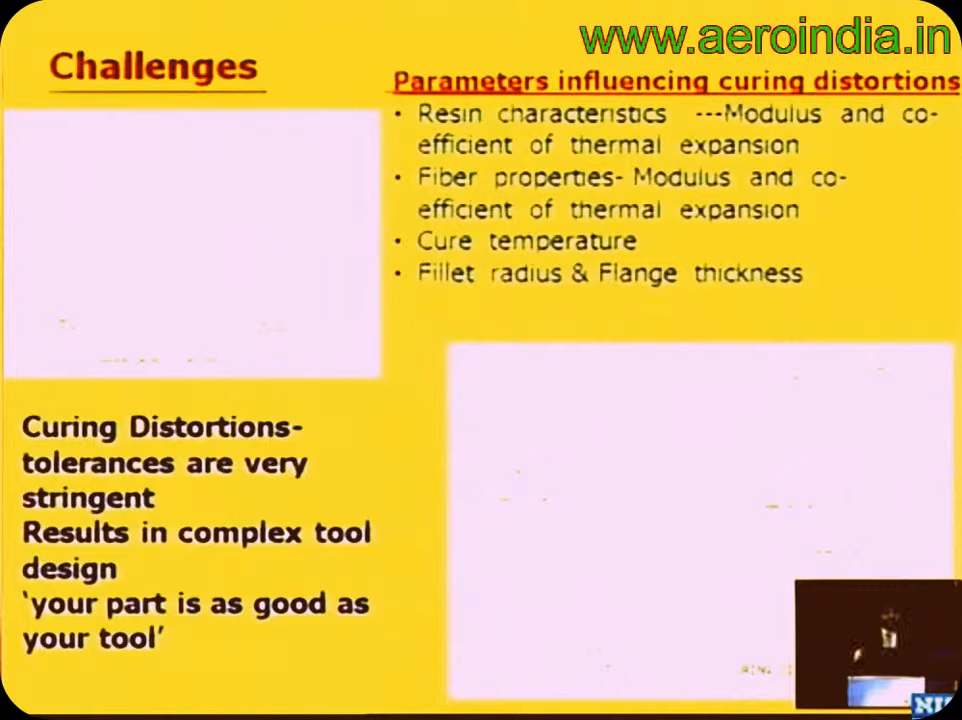 www.aeroindia.in
Challenges
Parameters influencing curing distortions
• Resin characteristics ---Modulus and co-
efficient of thermal expansion
• Fiber properties- Modulus and co-
efficient of thermal expansion
• Cure temperature
• Fillet radius & Flange thickness
Curing Distortions-
tolerances are very
stringent
Results in complex tool
design
‘your part is as good as
your tool’